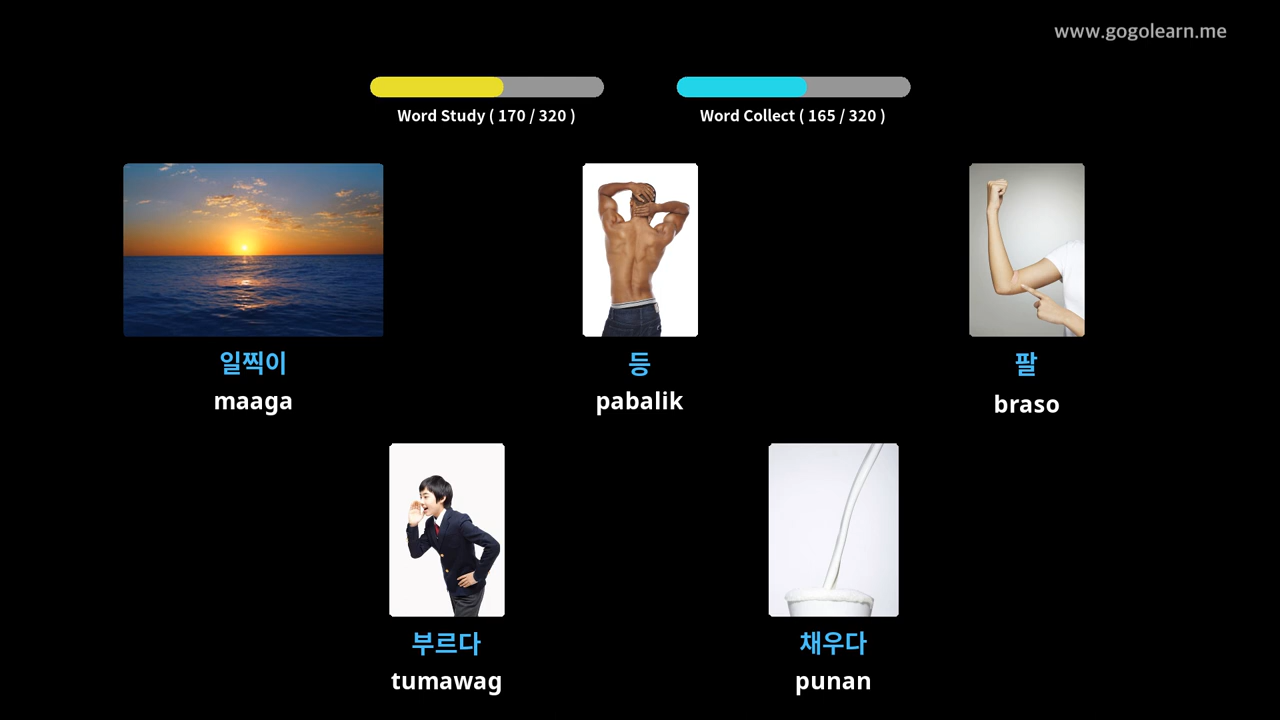 www.gogolearn.me
Word Study ( 170 / 320 )
Word Collect ( 165 / 320 )
일찍이
maaga
등
pabalik
팔
braso
부르다
tumawag
채우다
punan